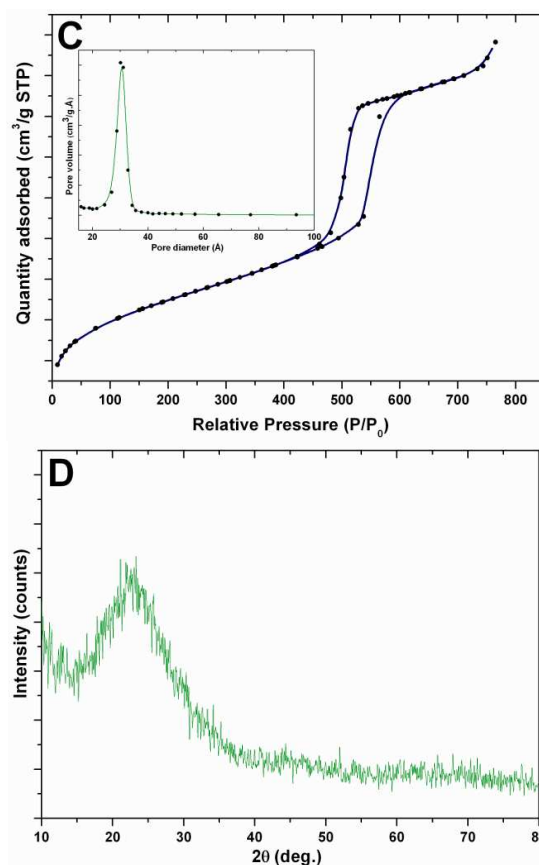 C
Quantity adsorbed (cm³/g STP)
Pore volume (cm³/g.Å)
20 40 60 80 100
Pore diameter (Å)
0 100 200 300 400 500 600 700 800
Relative Pressure (P/P₀)
D
Intensity (counts)
10 20 30 40 50 60 70 80
2θ (deg.)